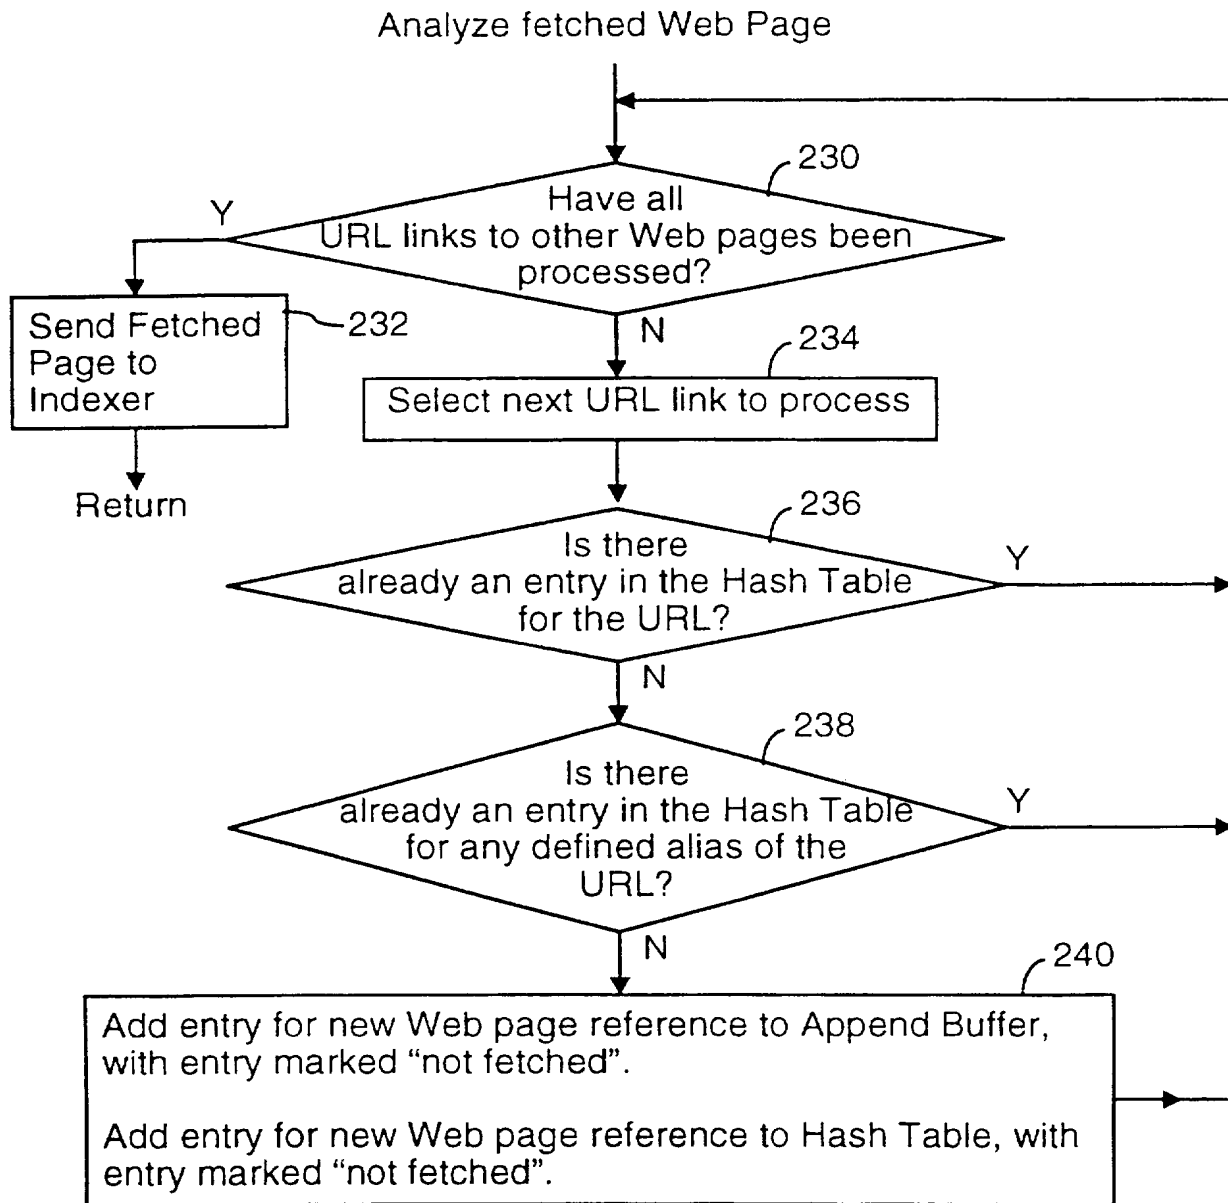 Analyze fetched Web Page
230
Have all
URL links to other Web pages been
processed?
Y
N
Send Fetched
Page to
Indexer
232
Return
234
Select next URL link to process
236
Is there
already an entry in the Hash Table
for the URL?
Y
N
238
Is there
already an entry in the Hash Table
for any defined alias of the
URL?
Y
N
240
Add entry for new Web page reference to Append Buffer,
with entry marked “not fetched”.
Add entry for new Web page reference to Hash Table, with
entry marked “not fetched”.